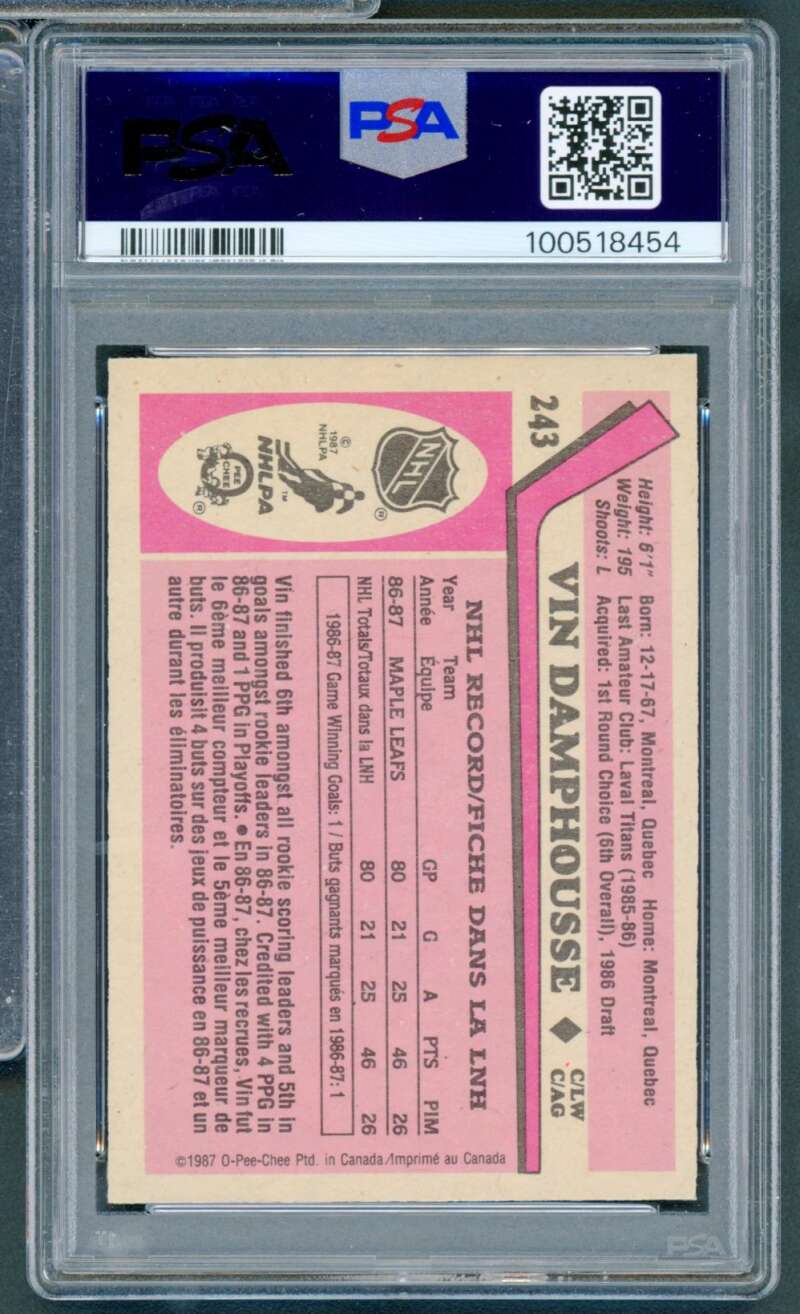 PSA
PSA
100518454
243
Height: 6'1" Born: 12-17-67, Montreal, Quebec Home: Montreal, Quebec
Weight: 195 Last Amateur Club: Laval Titans (1985-86)
Shoots: L Acquired: 1st Round Choice (6th Overall), 1986 Draft
VIN DAMPHOUSSE ◆ C/LW
C/AG
NHL
®
© 1987 NHLPA
NHLPA ™
O PEE CHEE
®
NHL RECORD/FICHE DANS LA LNH
Year Team
Année Équipe GP G A PTS PIM
86-87 MAPLE LEAFS 80 21 25 46 26
NHL Totals/Totaux dans la LNH 80 21 25 46 26
1986-87 Game Winning Goals: 1 / Buts gagnants marqués en 1986-87: 1
Vin finished 6th amongst all rookie scoring leaders and 5th in
goals amongst rookie leaders in 86-87. Credited with 4 PPG in
86-87 and 1 PPG in Playoffs. ● En 86-87, chez les recrues, Vin fut
le 6ème meilleur compteur et le 5ème meilleur marqueur de
buts. Il produisit 4 buts sur des jeux de puissance en 86-87 et un
autre durant les éliminatoires.
©1987 O-Pee-Chee Ptd. in Canada/Imprimé au Canada
PSA